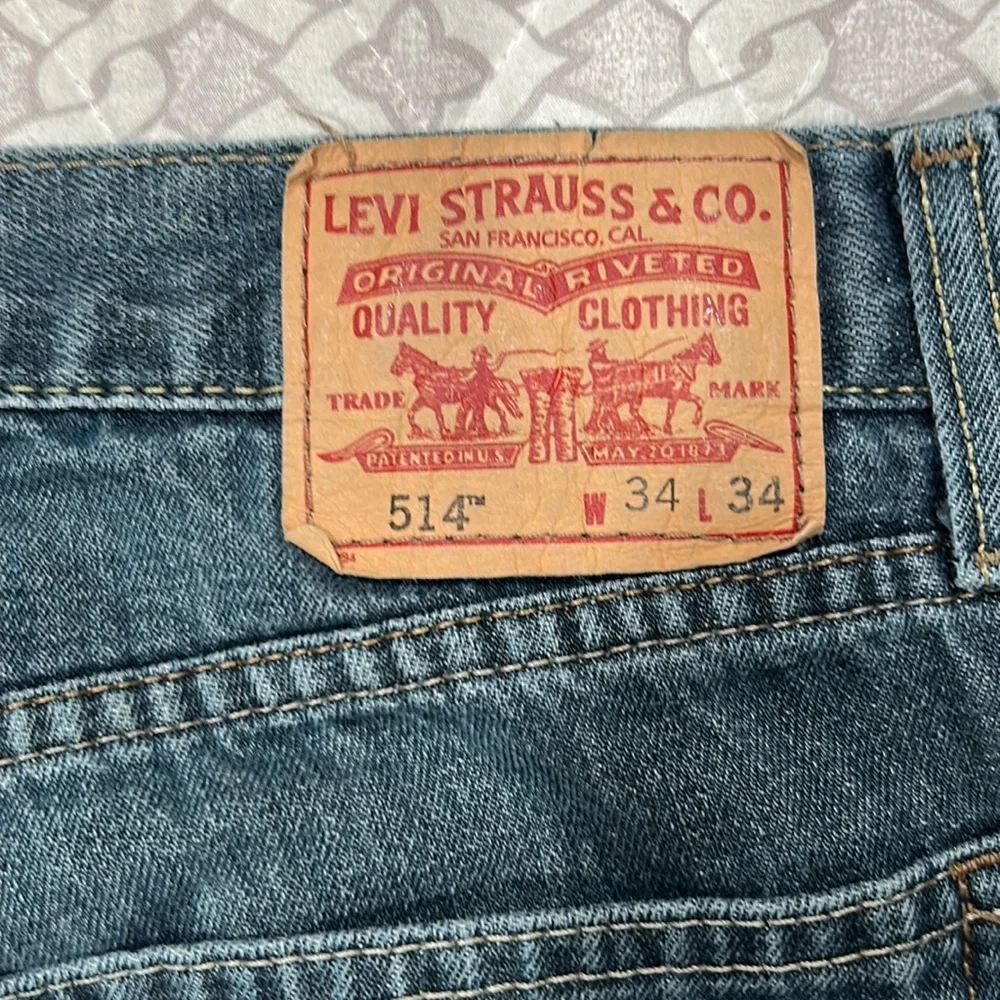 LEVI STRAUSS & CO.
SAN FRANCISCO, CAL.
ORIGINAL RIVETED
QUALITY CLOTHING
TRADE MARK
PATENTED IN U.S. MAY 20 1873
514™ W 34 L 34